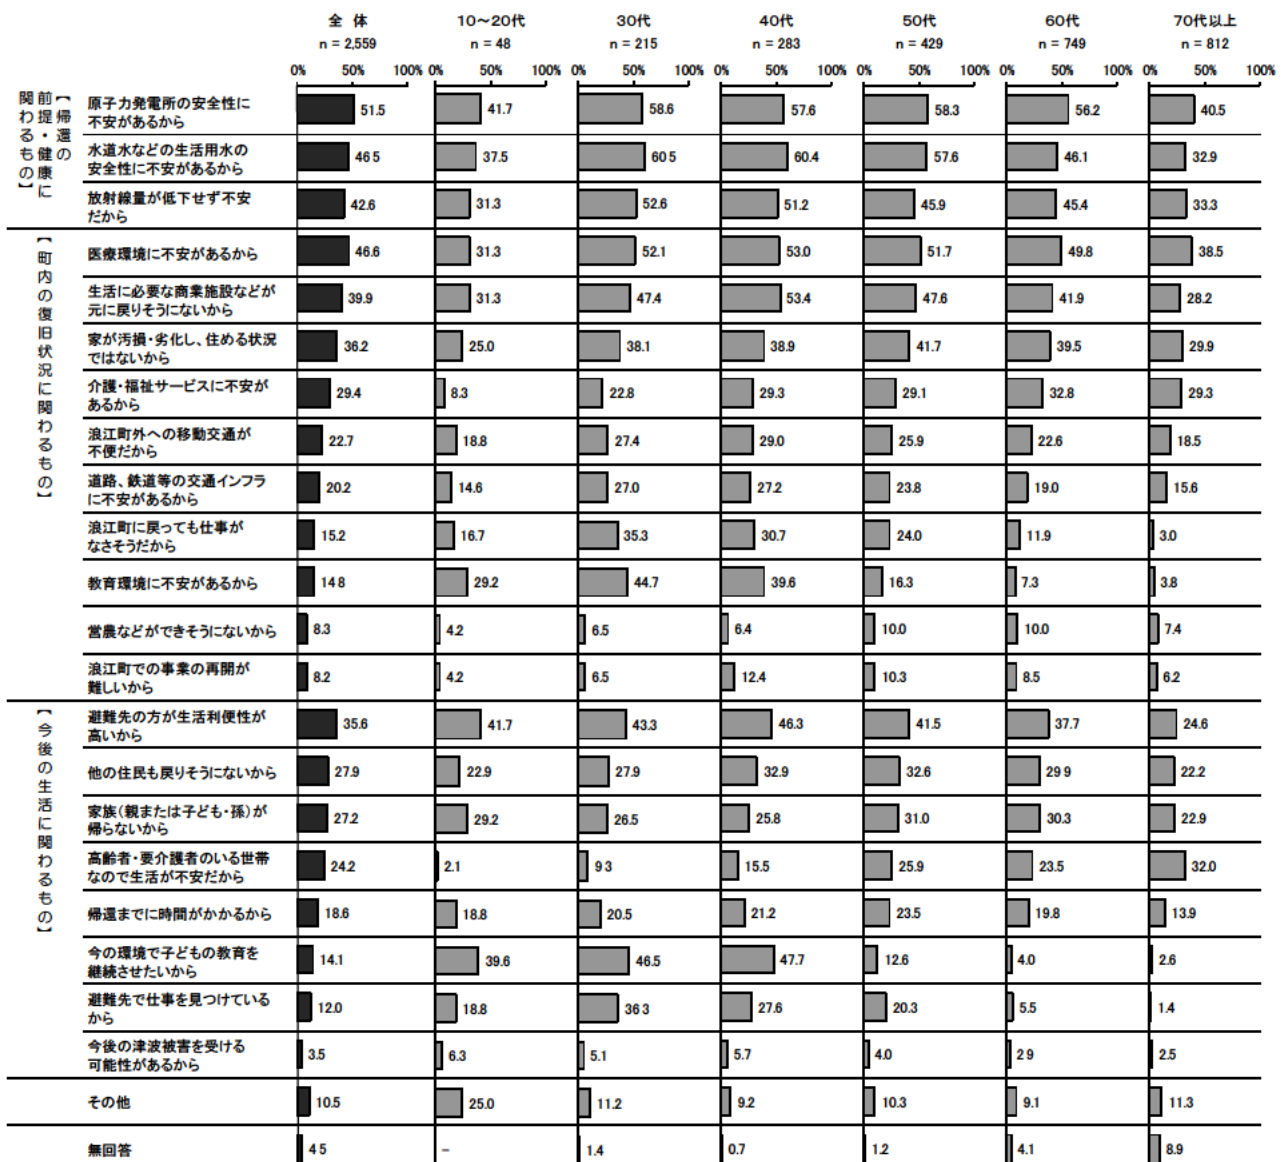 全 体 10～20代 30代 40代 50代 60代 70代以上
n = 2,559 n = 48 n = 215 n = 283 n = 429 n = 749 n = 812
0% 50% 100% 0% 50% 100% 0% 50% 100% 0% 50% 100% 0% 50% 100% 0% 50% 100% 0% 50% 100%
【帰還の
前提・健康に
関わるもの】
原子力発電所の安全性に
不安があるから
51.5 41.7 58.6 57.6 58.3 56.2 40.5
水道水などの生活用水の
安全性に不安があるから
46 5 37.5 60 5 60.4 57.6 46.1 32.9
放射線量が低下せず不安
だから
42.6 31.3 52.6 51.2 45.9 45.4 33.3
【町内の復旧状況に関わるもの】
医療環境に不安があるから
46.6 31.3 52.1 53.0 51.7 49.8 38.5
生活に必要な商業施設などが
元に戻りそうにないから
39.9 31.3 47.4 53.4 47.6 41.9 28.2
家が汚損・劣化し、住める状況
ではないから
36.2 25.0 38.1 38.9 41.7 39.5 29.9
介護・福祉サービスに不安が
あるから
29.4 8.3 22.8 29.3 29.1 32.8 29.3
浪江町外への移動交通が
不便だから
22.7 18.8 27.4 29.0 25.9 22.6 18.5
道路、鉄道等の交通インフラ
に不安があるから
20.2 14.6 27.0 27.2 23.8 19.0 15.6
浪江町に戻っても仕事が
なさそうだから
15.2 16.7 35.3 30.7 24.0 11.9 3.0
教育環境に不安があるから
14 8 29.2 44.7 39.6 16.3 7.3 3.8
営農などができそうにないから
8.3 4.2 6.5 6.4 10.0 10.0 7.4
浪江町での事業の再開が
難しいから
8.2 4.2 6.5 12.4 10.3 8.5 6.2
【今後の生活に関わるもの】
避難先の方が生活利便性が
高いから
35.6 41.7 43.3 46.3 41.5 37.7 24.6
他の住民も戻りそうにないから
27.9 22.9 27.9 32.9 32.6 29 9 22.2
家族（親または子ども・孫）が
帰らないから
27.2 29.2 26.5 25.8 31.0 30.3 22.9
高齢者・要介護者のいる世帯
なので生活が不安だから
24.2 2.1 9 3 15.5 25.9 23.5 32.0
帰還までに時間がかかるから
18.6 18.8 20.5 21.2 23.5 19.8 13.9
今の環境で子どもの教育を
継続させたいから
14.1 39.6 46.5 47.7 12.6 4.0 2.6
避難先で仕事を見つけている
から
12.0 18.8 36 3 27.6 20.3 5.5 1.4
今後の津波被害を受ける
可能性があるから
3.5 6.3 5.1 5.7 4.0 2 9 2.5
その他
10.5 25.0 11.2 9.2 10.3 9.1 11.3
無回答
4 5 – 1.4 0.7 1.2 4.1 8.9